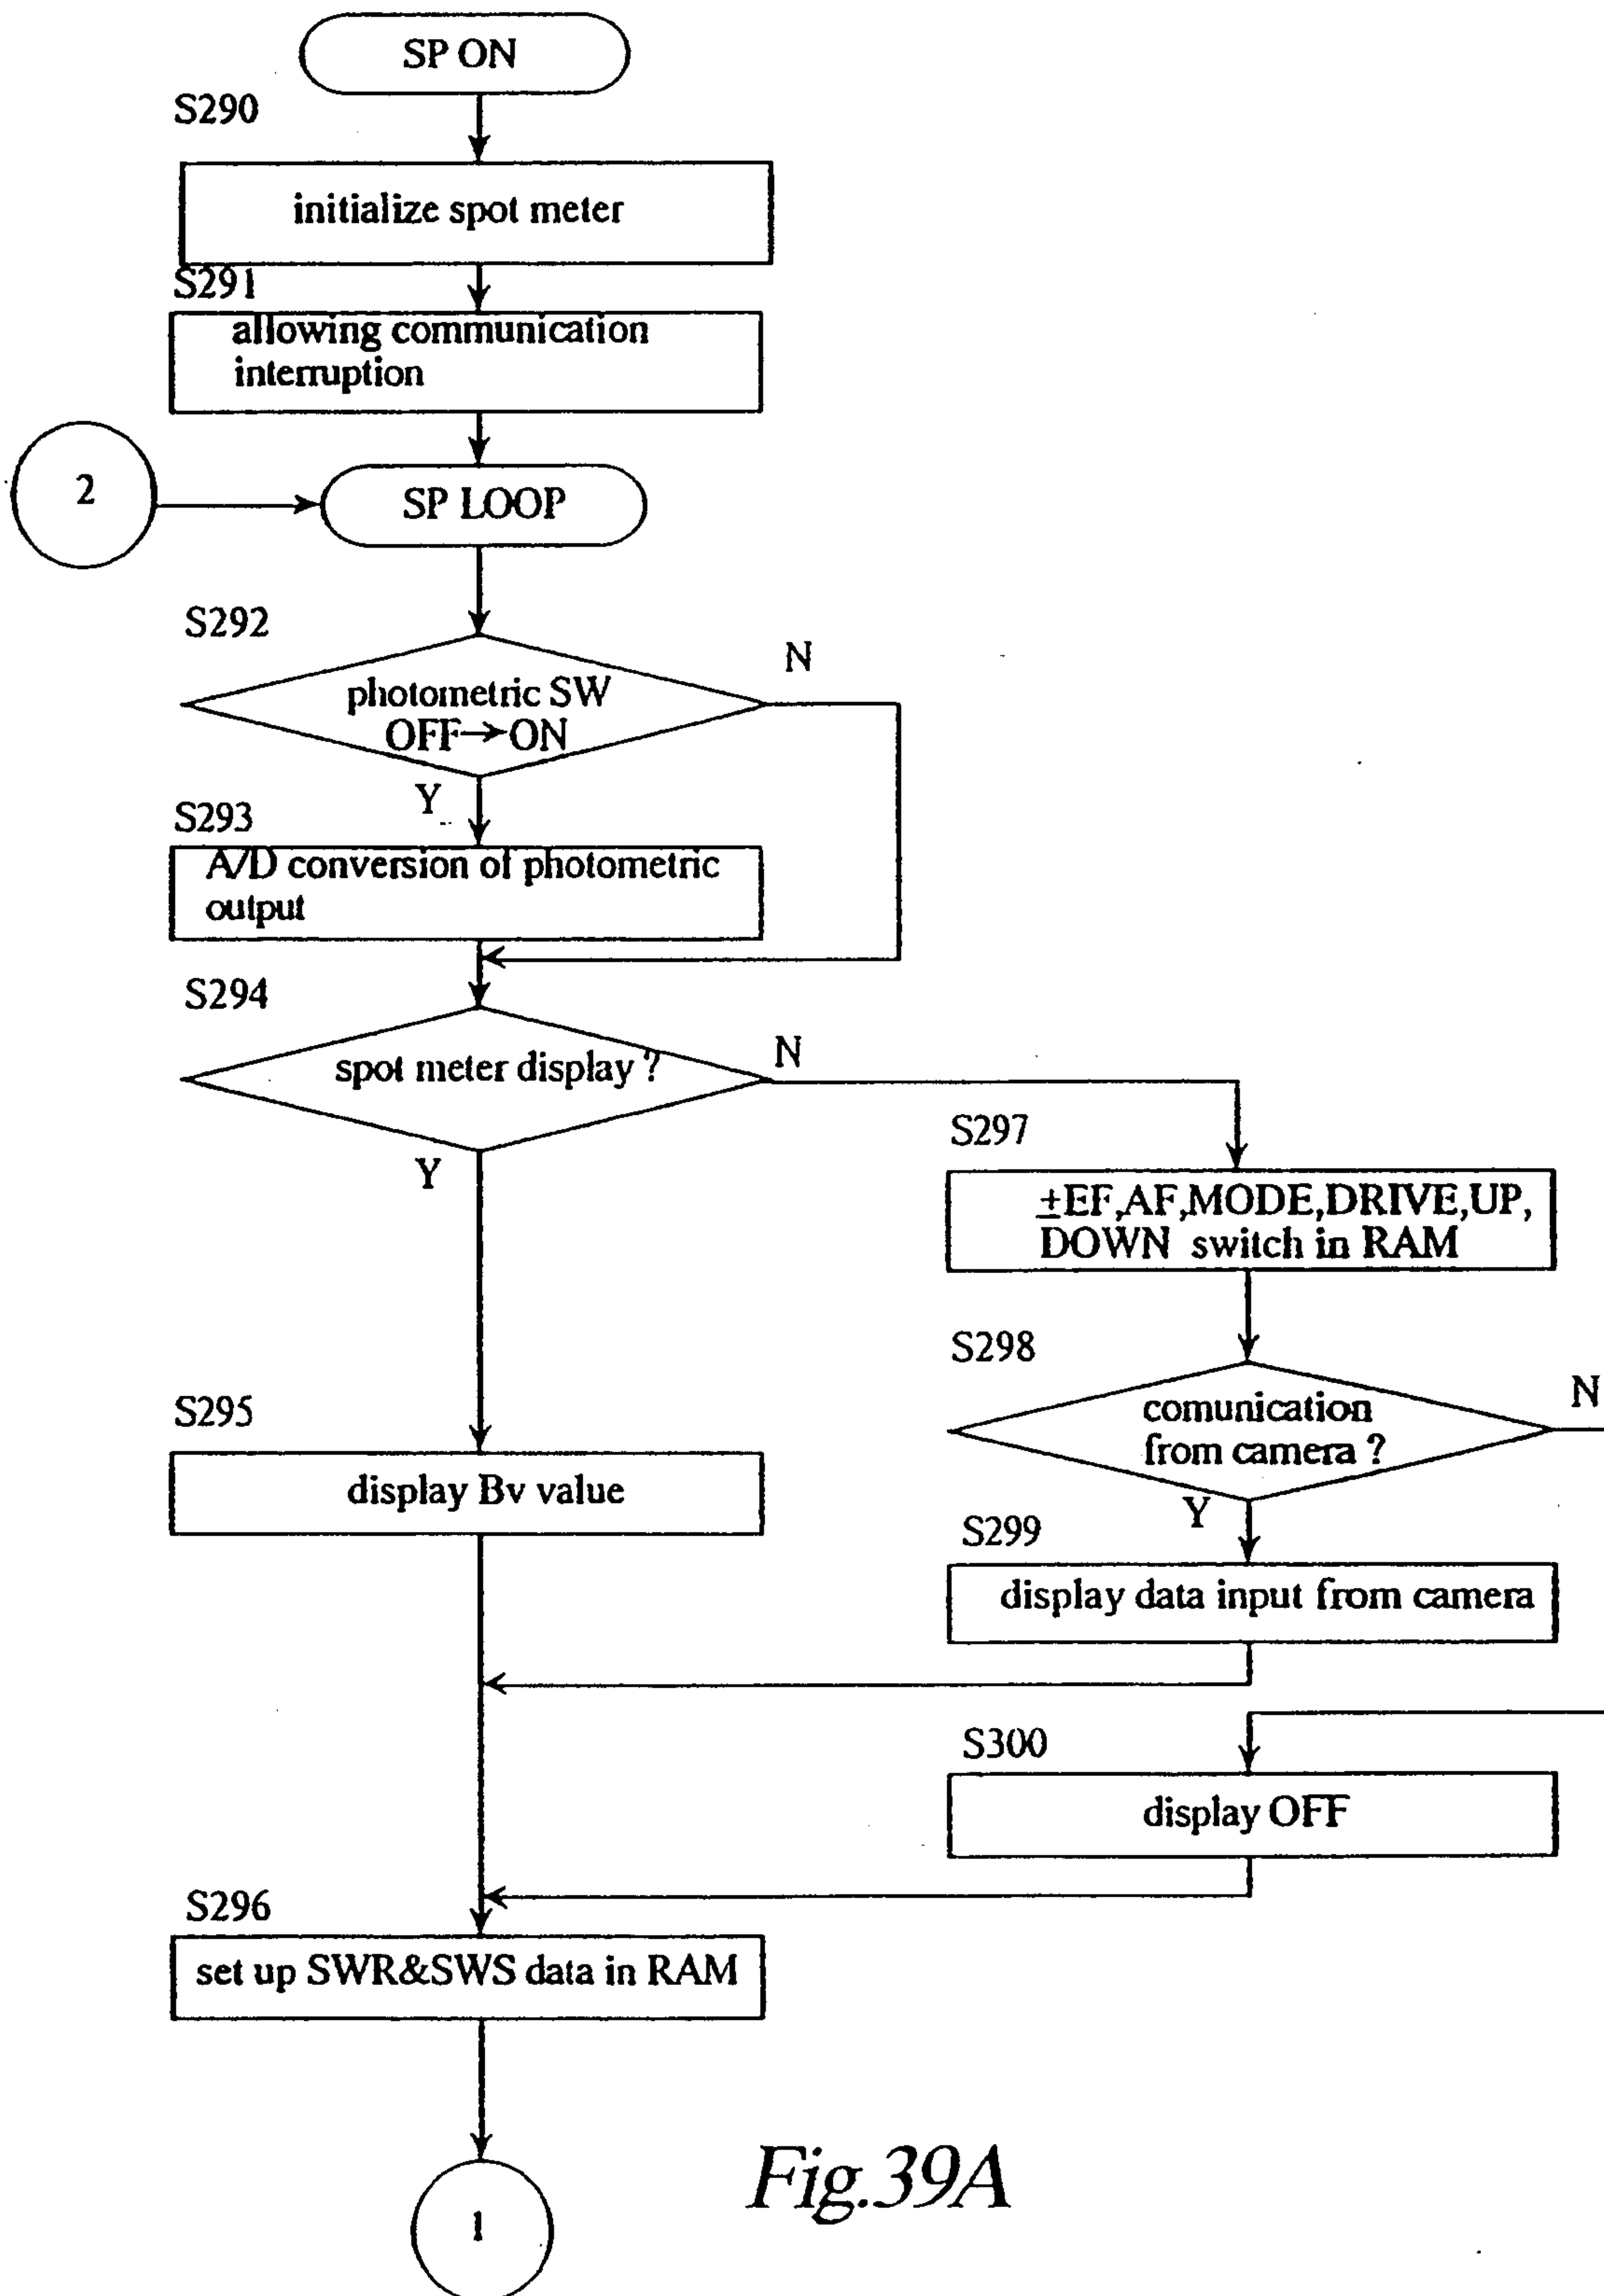 SP ON
S290
initialize spot meter
S291
allowing communication
interruption
2
SP LOOP
S292
N
photometric SW
OFF→ON
Y
S293
A/D conversion of photometric
output
S294
N
spot meter display ?
Y
S297
±EF,AF,MODE,DRIVE,UP,
DOWN switch in RAM
S298
N
comunication
from camera ?
Y
S295
display Bv value
S299
display data input from camera
S300
display OFF
S296
set up SWR&SWS data in RAM
1
Fig.39A